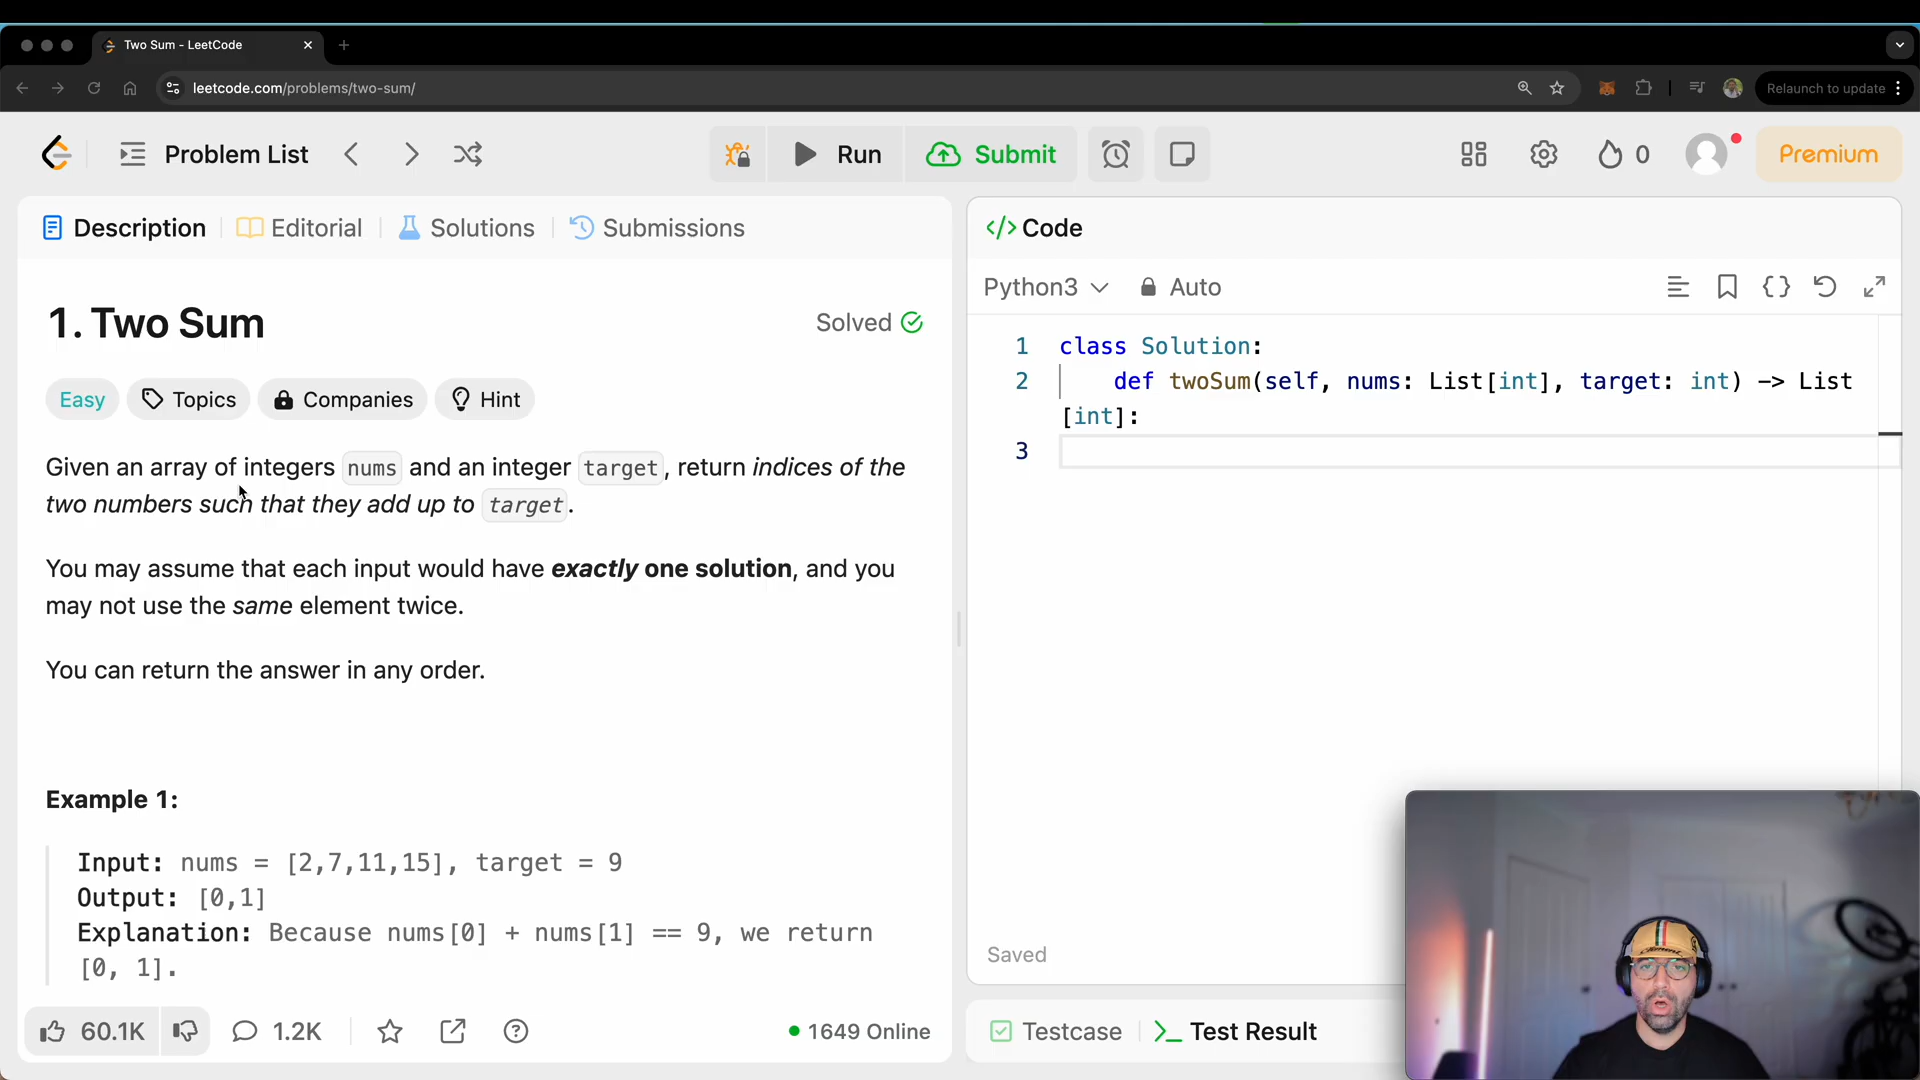 Two Sum - LeetCode
leetcode.com/problems/two-sum/
Relaunch to update
Problem List
Run
Submit
0
Premium
Description
Editorial
Solutions
Submissions
1. Two Sum
Solved
Easy
Topics
Companies
Hint
Given an array of integers nums and an integer target, return indices of the
two numbers such that they add up to target.
You may assume that each input would have exactly one solution, and you
may not use the same element twice.
You can return the answer in any order.
Example 1:
Input: nums = [2,7,11,15], target = 9
Output: [0,1]
Explanation: Because nums[0] + nums[1] == 9, we return
[0, 1].
60.1K
1.2K
1649 Online
</> Code
Python3
Auto
1 class Solution:
2 def twoSum(self, nums: List[int], target: int) -> List
[int]:
3
Saved
Testcase
Test Result